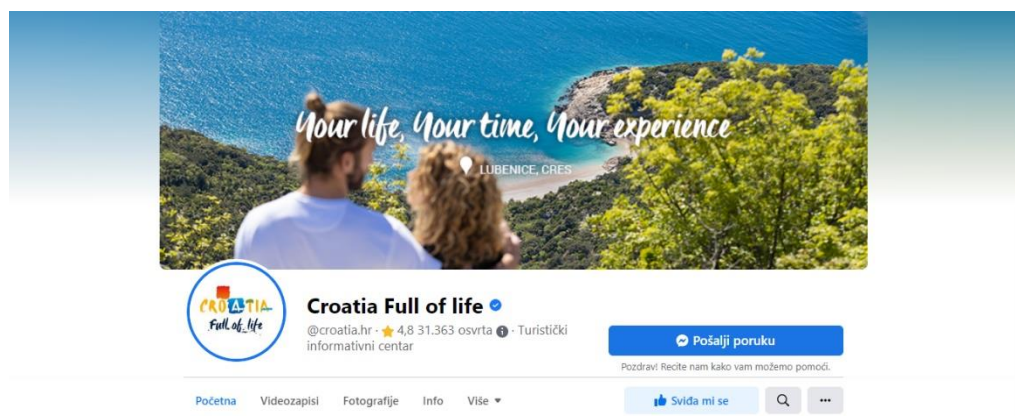 Your life, Your time, Your experience
LUBENICE, CRES
CROATIA
Full of life
Croatia Full of life
@croatia.hr · 4,8 31.363 osvrta · Turistički
informativni centar
Pošalji poruku
Pozdrav! Recite nam kako vam možemo pomoći.
Početna Videozapisi Fotografije Info Više
Sviđa mi se